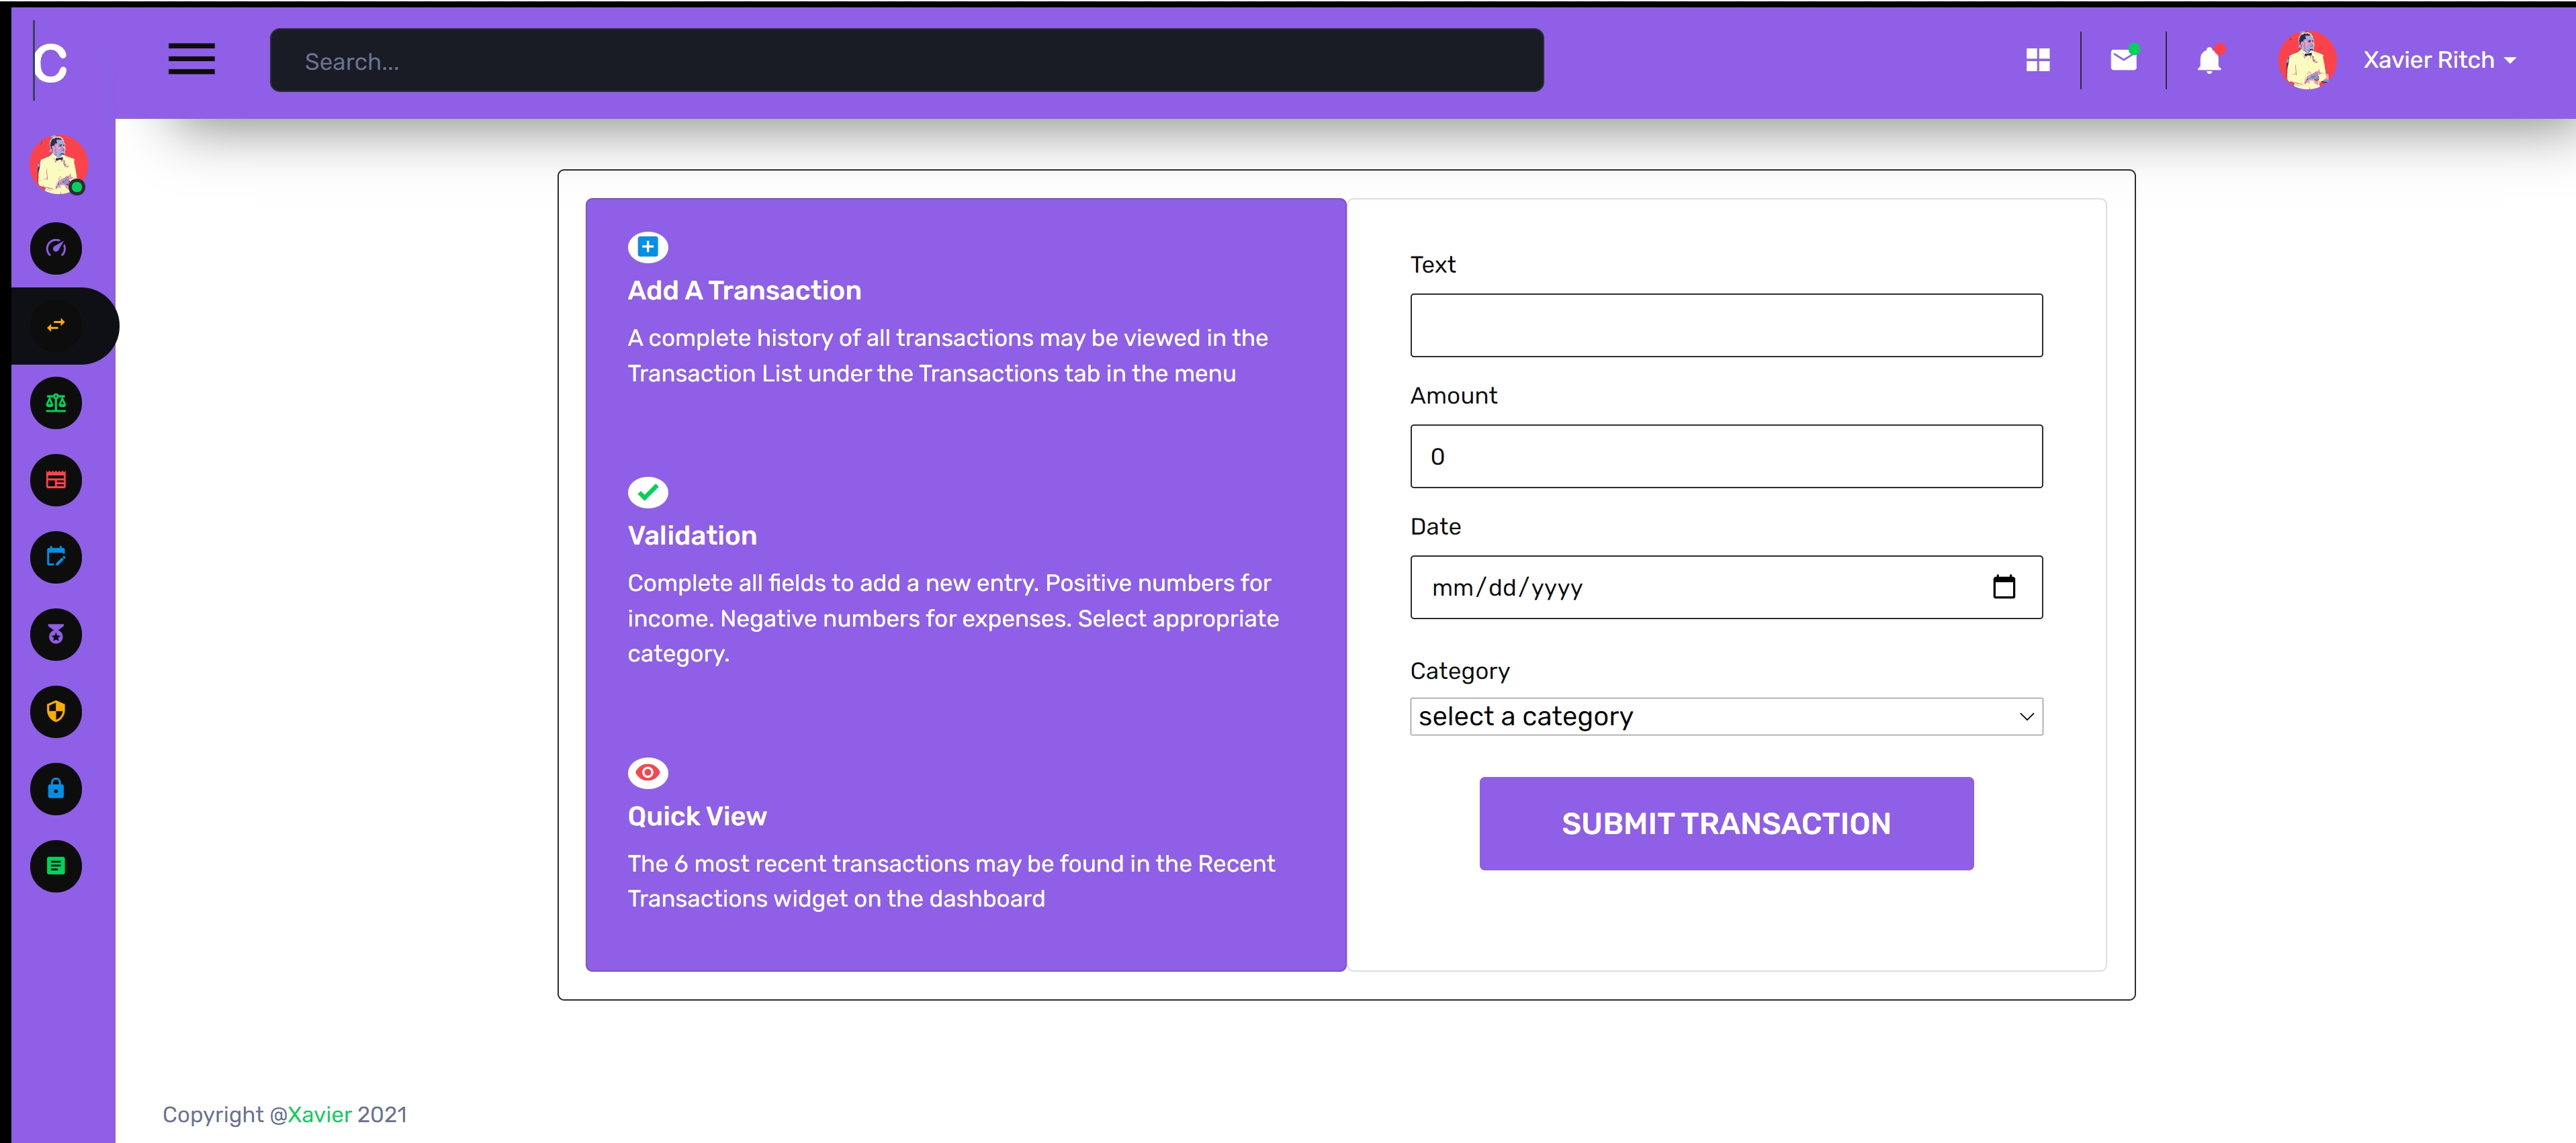 C
Search...
Xavier Ritch
Add A Transaction
A complete history of all transactions may be viewed in the
Transaction List under the Transactions tab in the menu
Validation
Complete all fields to add a new entry. Positive numbers for
income. Negative numbers for expenses. Select appropriate
category.
Quick View
The 6 most recent transactions may be found in the Recent
Transactions widget on the dashboard
Text
Amount
0
Date
mm/dd/yyyy
Category
select a category
SUBMIT TRANSACTION
Copyright @Xavier 2021